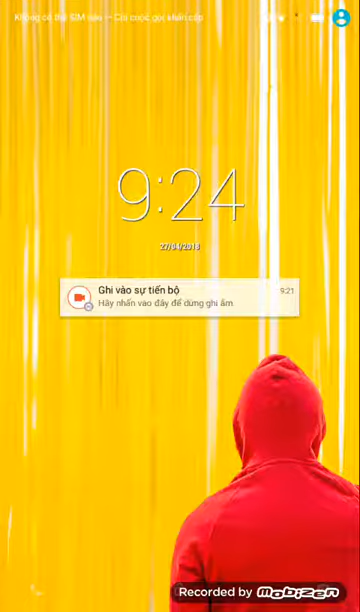 Không có thẻ SIM nào — Chỉ cuộc gọi khẩn cấp
9:24
27/04/2018
Ghi vào sự tiến bộ
9:21
Hãy nhấn vào đây để dừng ghi âm
Recorded by mobizen